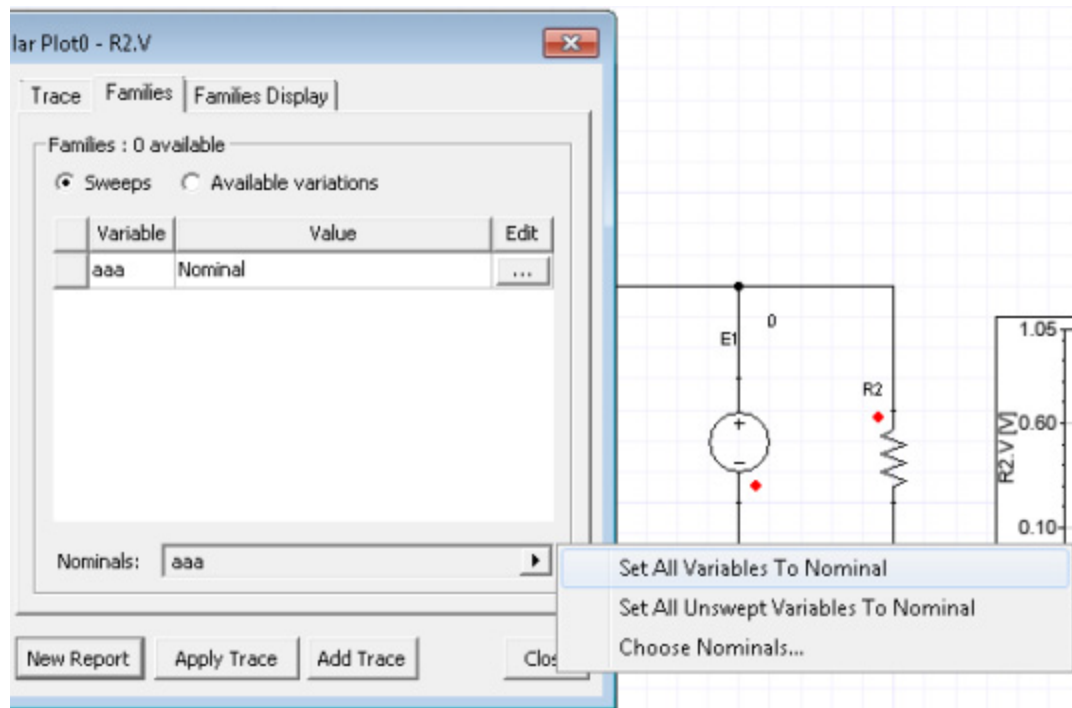 lar Plot0 - R2.V
Trace Families Families Display
Families : 0 available
Sweeps Available variations
Variable Value Edit
aaa Nominal ...
Nominals: aaa
New Report Apply Trace Add Trace Clos
Set All Variables To Nominal
Set All Unswept Variables To Nominal
Choose Nominals...
0
E1
+
−
R2
R2.V [V]
1.05
0.60
0.10